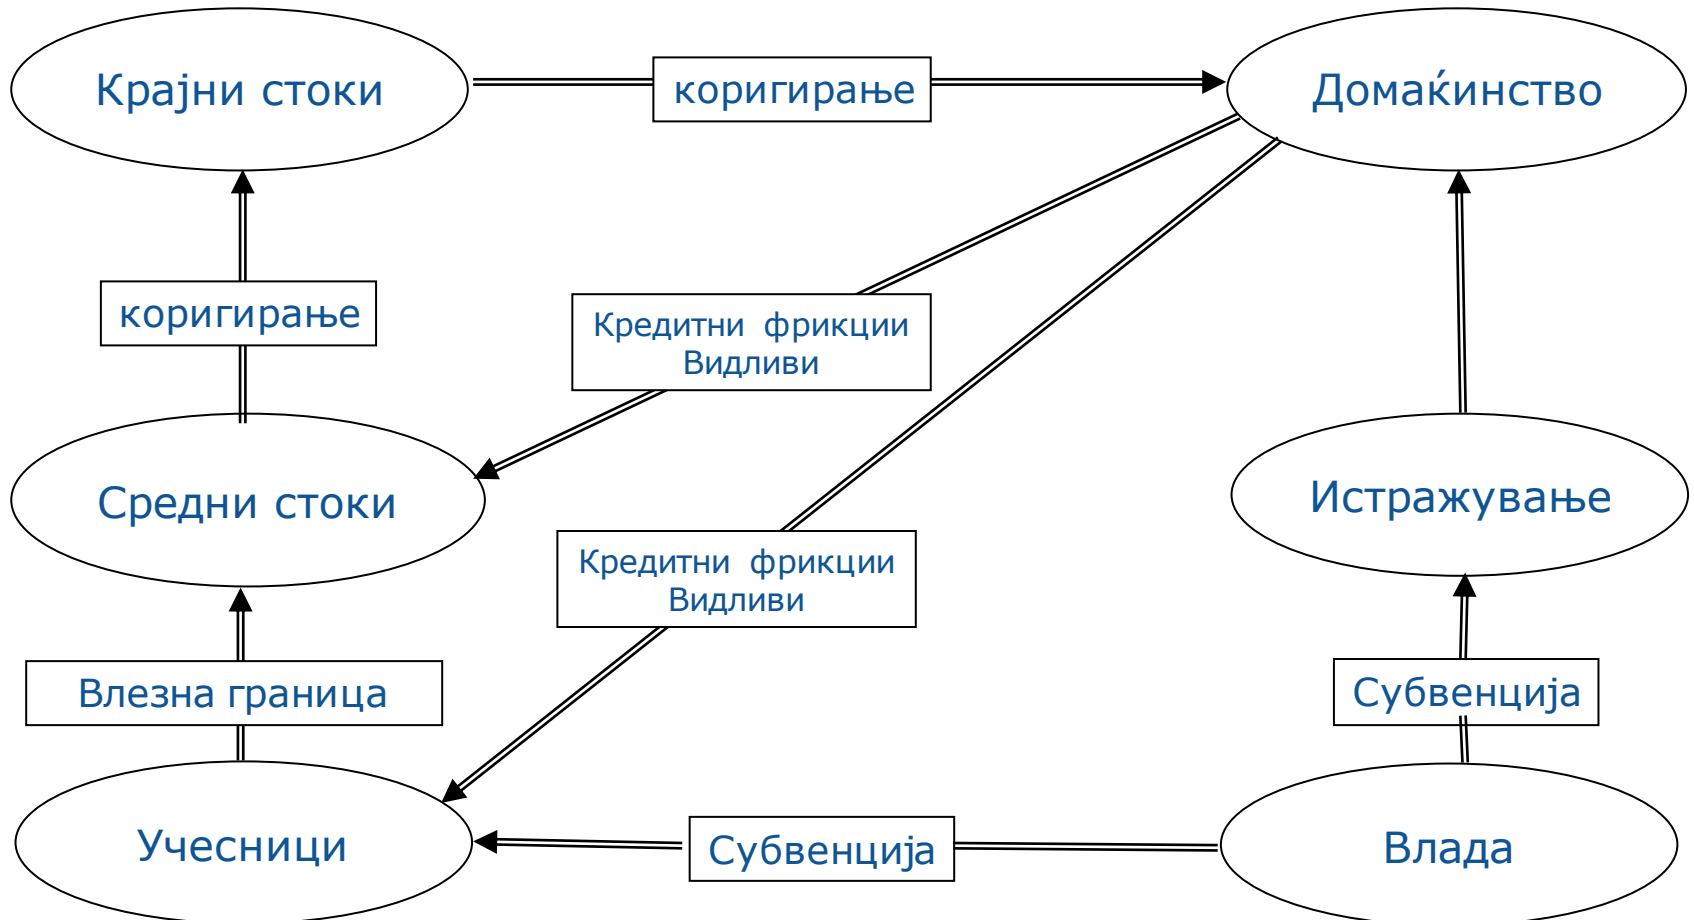 Крајни стоки
коригирање
Домаќинство
коригирање
Кредитни фрикции
Видливи
Средни стоки
Истражување
Кредитни фрикции
Видливи
Влезна граница
Субвенција
Учесници
Субвенција
Влада